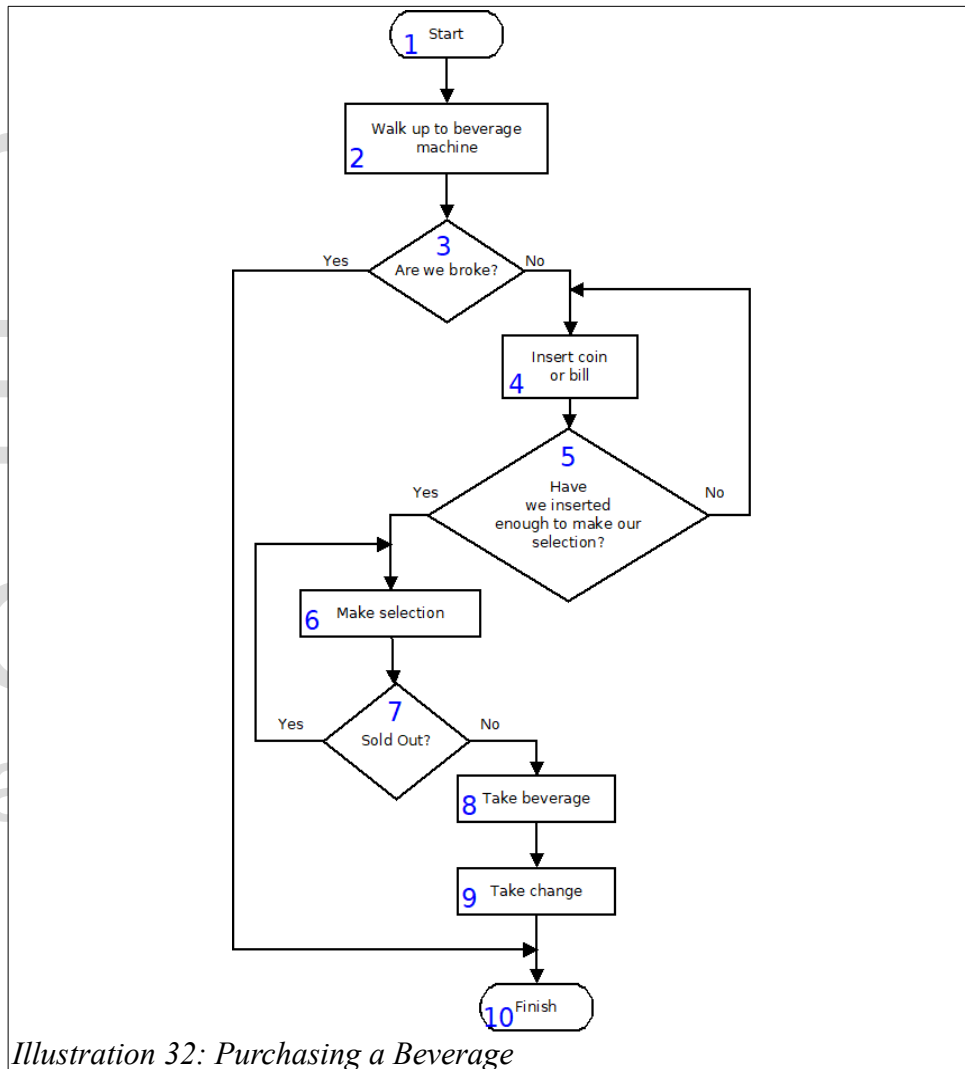 Start
1
Walk up to beverage
machine
2
3
Yes
Are we broke?
No
Insert coin
or bill
4
5
Yes
Have
No
we inserted
enough to make our
selection?
6
Make selection
7
Yes
No
Sold Out?
8
Take beverage
9
Take change
10
Finish
Illustration 32: Purchasing a Beverage